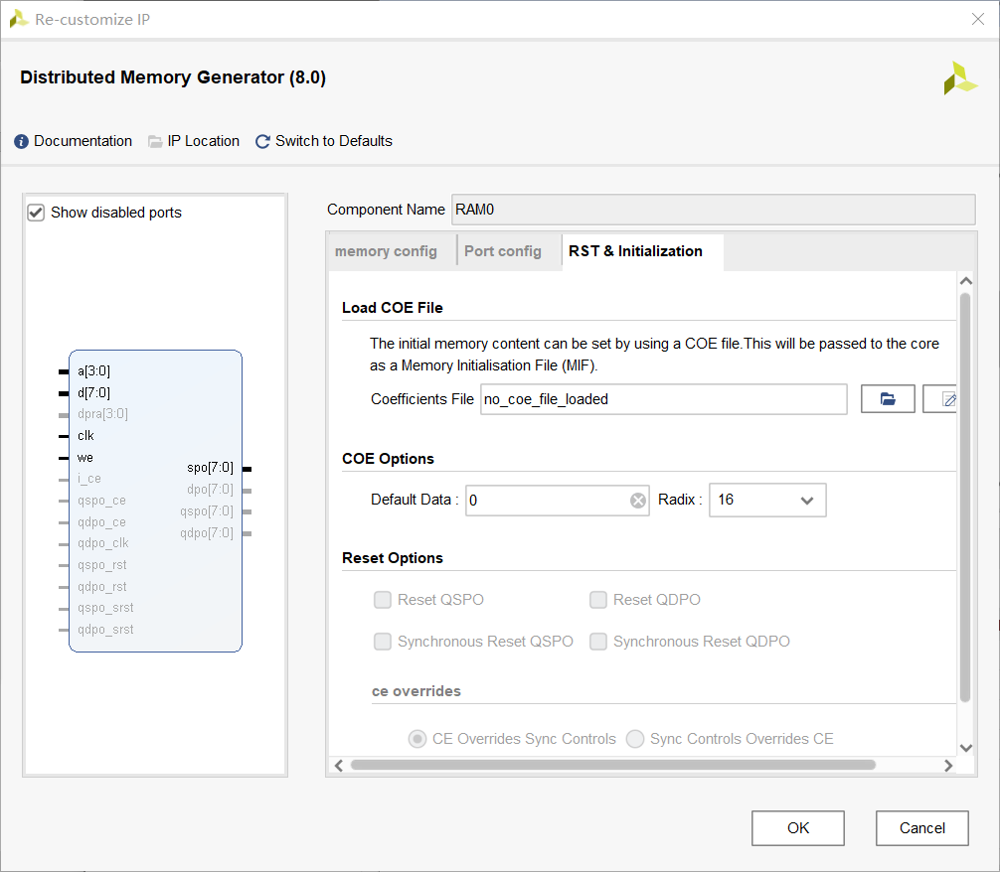 Re-customize IP
Distributed Memory Generator (8.0)
Documentation IP Location Switch to Defaults
Show disabled ports
a[3:0]
d[7:0]
dpra[3:0]
clk
we
i_ce
qspo_ce
qdpo_ce
qdpo_clk
qspo_rst
qdpo_rst
qspo_srst
qdpo_srst
spo[7:0]
dpo[7:0]
qspo[7:0]
qdpo[7:0]
Component Name RAM0
memory config Port config RST & Initialization
Load COE File
The initial memory content can be set by using a COE file.This will be passed to the core
as a Memory Initialisation File (MIF).
Coefficients File no_coe_file_loaded
COE Options
Default Data : 0 Radix : 16
Reset Options
Reset QSPO Reset QDPO
Synchronous Reset QSPO Synchronous Reset QDPO
ce overrides
CE Overrides Sync Controls Sync Controls Overrides CE
OK Cancel